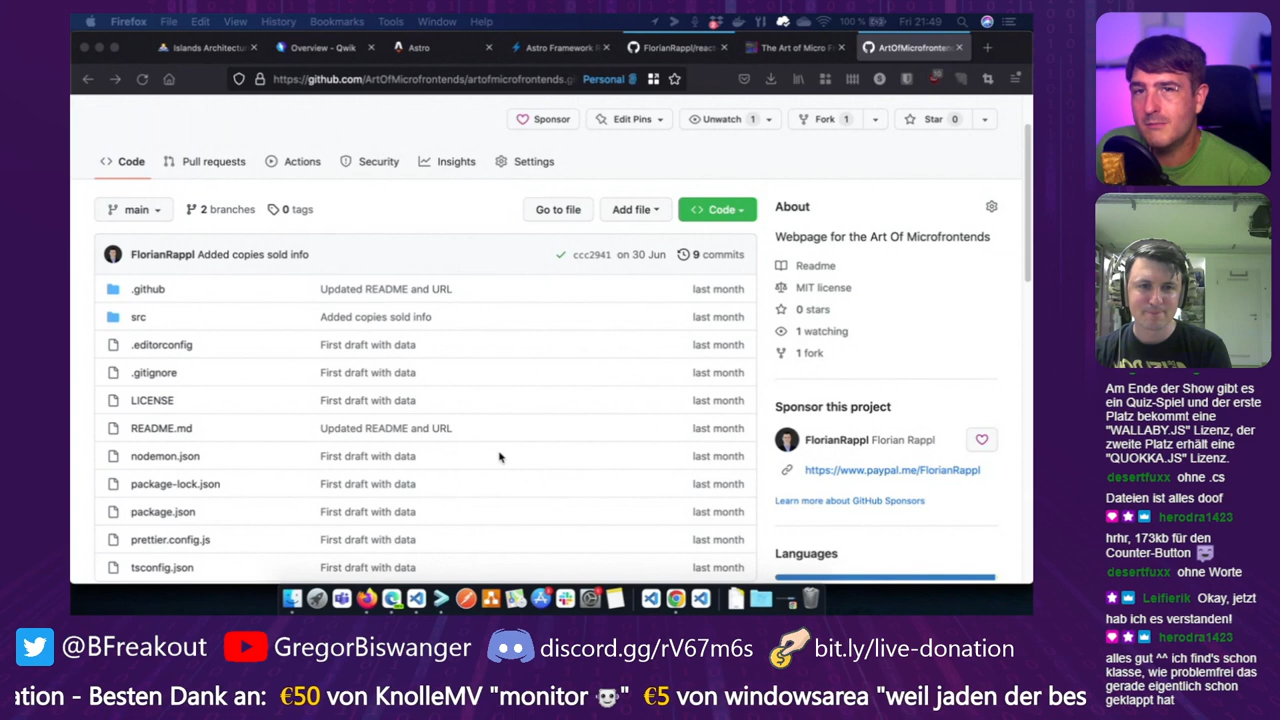 Firefox File Edit View History Bookmarks Tools Window Help 100 % Fri 21:49
Islands Architectu Overview - Qwik Astro Astro Framework FlorianRappl/react The Art of Micro F ArtOfMicrofronten
https://github.com/ArtOfMicrofrontends/artofmicrofrontends.g Personal
Sponsor Edit Pins Unwatch 1 Fork 1 Star 0
Code Pull requests Actions Security Insights Settings
main 2 branches 0 tags Go to file Add file Code
FlorianRappl Added copies sold info ccc2941 on 30 Jun 9 commits
.github Updated README and URL last month
src Added copies sold info last month
.editorconfig First draft with data last month
.gitignore First draft with data last month
LICENSE First draft with data last month
README.md Updated README and URL last month
nodemon.json First draft with data last month
package-lock.json First draft with data last month
package.json First draft with data last month
prettier.config.js First draft with data last month
tsconfig.json First draft with data last month
About
Webpage for the Art Of Microfrontends
Readme
MIT license
0 stars
1 watching
1 fork
Sponsor this project
FlorianRappl Florian Rappl
https://www.paypal.me/FlorianRappl
Learn more about GitHub Sponsors
Languages
Am Ende der Show gibt es
ein Quiz-Spiel und der erste
Platz bekommt eine
"WALLABY.JS" Lizenz, der
zweite Platz erhält eine
"QUOKKA.JS" Lizenz.
desertfuxx ohne .cs
Dateien ist alles doof
herodra1423
hrhr, 173kb für den
Counter-Button
desertfuxx ohne Worte
Leifierik Okay, jetzt
hab ich es verstanden!
herodra1423
alles gut ^^ ich find's schon
klasse, wie problemfrei das
gerade eigentlich schon
geklappt hat
@BFreakout GregorBiswanger discord.gg/rV67m6s bit.ly/live-donation
ation - Besten Dank an: €50 von KnolleMV "monitor " €5 von windowsarea "weil jaden der bes